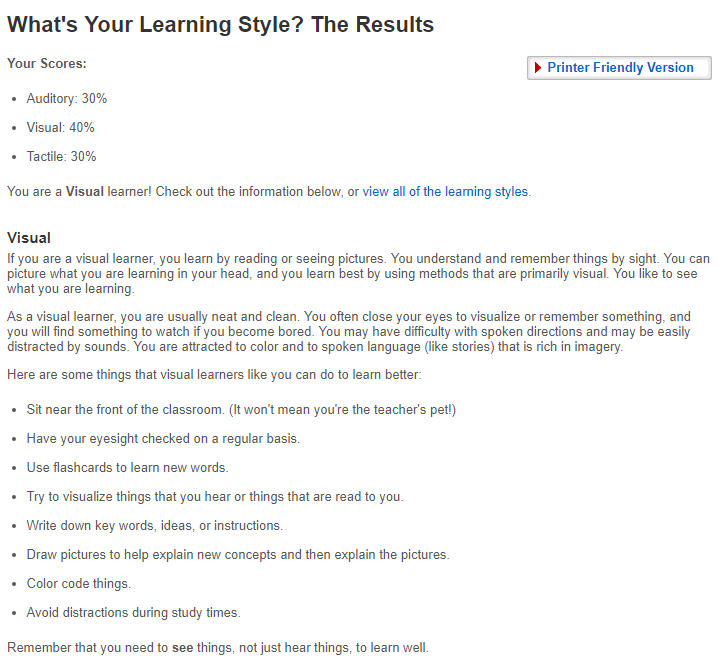 What's Your Learning Style? The Results
Your Scores:
Printer Friendly Version
• Auditory: 30%
• Visual: 40%
• Tactile: 30%
You are a Visual learner! Check out the information below, or view all of the learning styles.
Visual
If you are a visual learner, you learn by reading or seeing pictures. You understand and remember things by sight. You can
picture what you are learning in your head, and you learn best by using methods that are primarily visual. You like to see
what you are learning.
As a visual learner, you are usually neat and clean. You often close your eyes to visualize or remember something, and
you will find something to watch if you become bored. You may have difficulty with spoken directions and may be easily
distracted by sounds. You are attracted to color and to spoken language (like stories) that is rich in imagery.
Here are some things that visual learners like you can do to learn better:
• Sit near the front of the classroom. (It won't mean you're the teacher's pet!)
• Have your eyesight checked on a regular basis.
• Use flashcards to learn new words.
• Try to visualize things that you hear or things that are read to you.
• Write down key words, ideas, or instructions.
• Draw pictures to help explain new concepts and then explain the pictures.
• Color code things.
• Avoid distractions during study times.
Remember that you need to see things, not just hear things, to learn well.